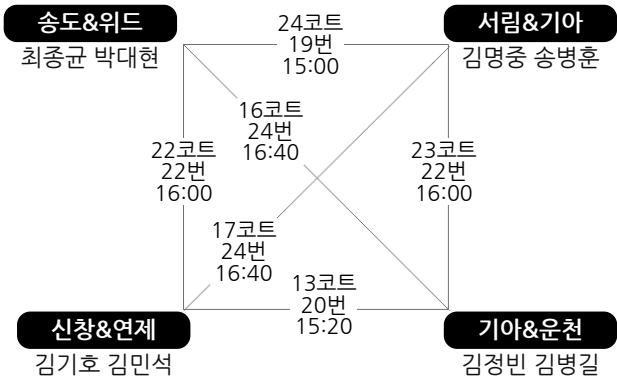 송도&위드
최종균 박대현
24코트
19번
15:00
서림&기아
김명중 송병훈
16코트
24번
16:40
22코트
22번
16:00
23코트
22번
16:00
17코트
24번
16:40
13코트
20번
15:20
신창&연제
김기호 김민석
기아&운천
김정빈 김병길